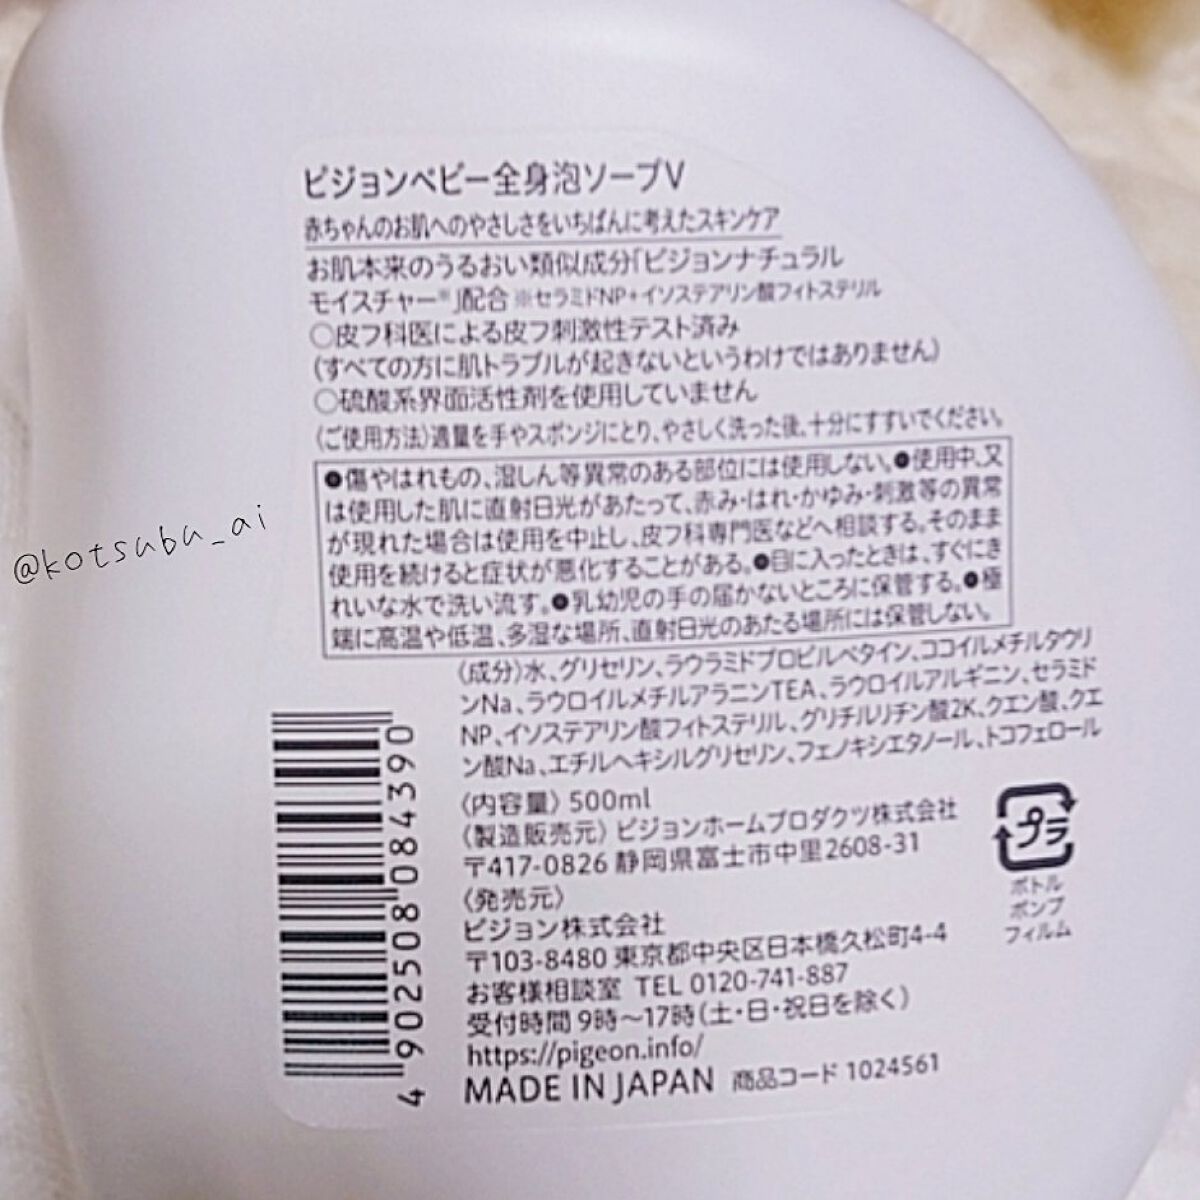 ピジョンベビー全身泡ソープV
赤ちゃんのお肌へのやさしさをいちばんに考えたスキンケア
お肌本来のうるおい類似成分「ピジョンナチュラル
モイスチャー※」配合 ※セラミドNP+イソステアリン酸フィトステリル
○皮フ科医による皮フ刺激性テスト済み
(すべての方に肌トラブルが起きないというわけではありません)
○硫酸系界面活性剤を使用していません
〈ご使用方法〉適量を手やスポンジにとり、やさしく洗った後、十分にすすいでください。
●傷やはれもの、湿しん等異常のある部位には使用しない。●使用中、又
は使用した肌に直射日光があたって、赤み・はれ・かゆみ・刺激等の異常
が現れた場合は使用を中止し、皮フ科専門医などへ相談する。そのまま
使用を続けると症状が悪化することがある。●目に入ったときは、すぐにき
れいな水で洗い流す。●乳幼児の手の届かないところに保管する。●極
端に高温や低温、多湿な場所、直射日光のあたる場所には保管しない。
@kotsubu_ai
〈成分〉水、グリセリン、ラウラミドプロピルベタイン、ココイルメチルタウリ
ンNa、ラウロイルメチルアラニンTEA、ラウロイルアルギニン、セラミド
NP、イソステアリン酸フィトステリル、グリチルリチン酸2K、クエン酸、クエ
ン酸Na、エチルヘキシルグリセリン、フェノキシエタノール、トコフェロール
〈内容量〉500ml
〈製造販売元〉ピジョンホームプロダクツ株式会社
〒417-0826 静岡県富士市中里2608-31
〈発売元〉
ピジョン株式会社
〒103-8480 東京都中央区日本橋久松町4-4
お客様相談室 TEL 0120-741-887
受付時間 9時〜17時(土・日・祝日を除く)
https://pigeon.info/
MADE IN JAPAN 商品コード 1024561
4 902508 084390
プラ
ボトル
ポンプ
フィルム